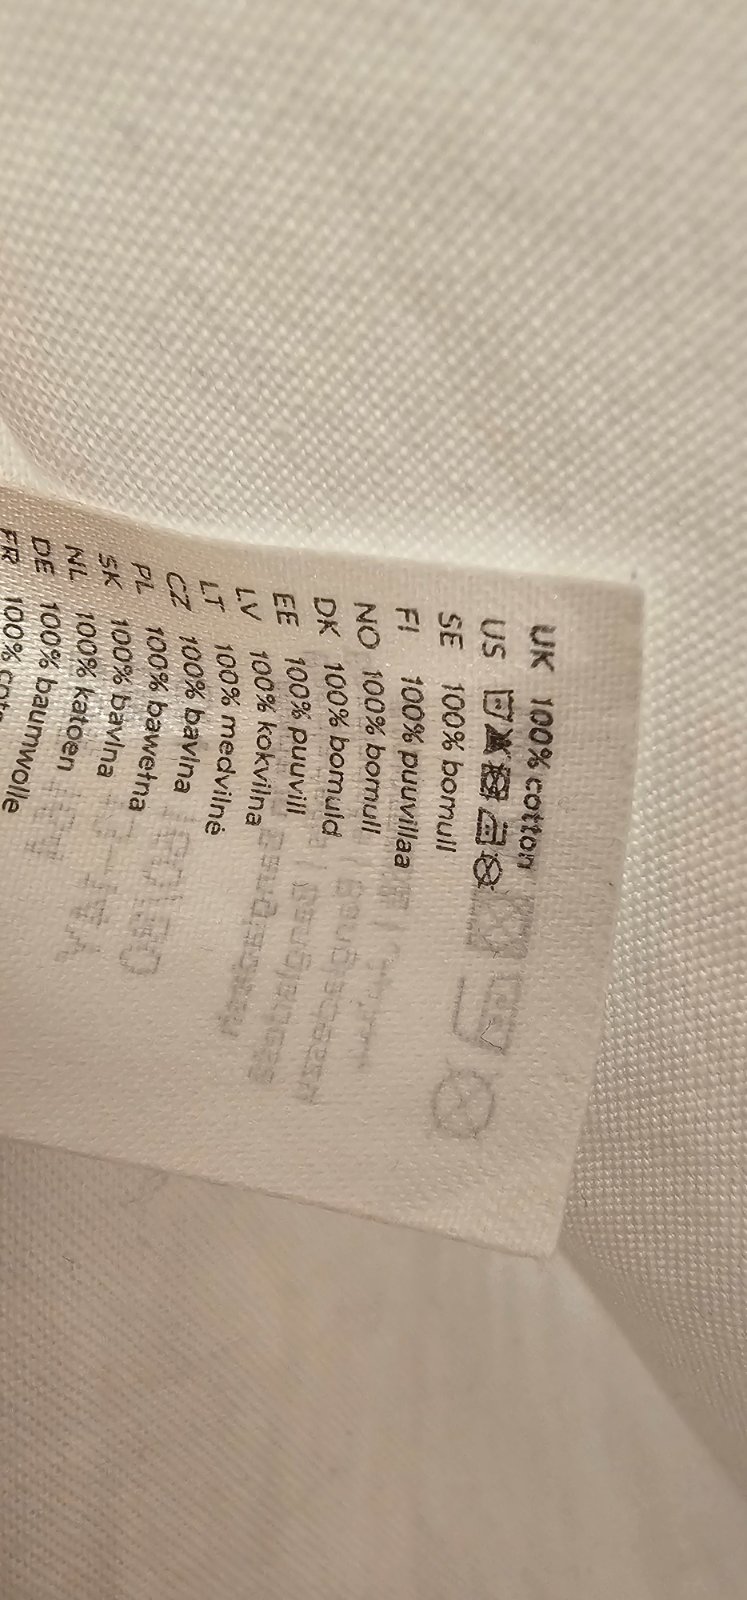 UK 100% cotton
US
SE 100% bomull
FI 100% puuvillaa
NO 100% bomull
DK 100% bomuld
EE 100% puuvill
LV 100% kokvilna
LT 100% medvilnė
CZ 100% bavlna
PL 100% bawełna
SK 100% bavlna
NL 100% katoen
DE 100% baumwolle
FR 100%